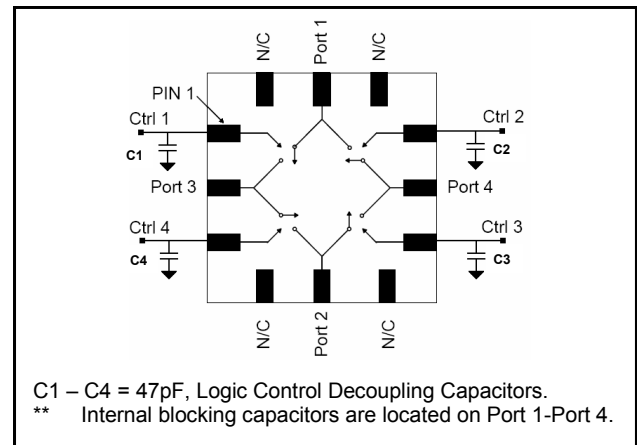 N/C
Port 1
N/C
PIN 1
Ctrl 1
Ctrl 2
C1
C2
Port 3
Port 4
Ctrl 4
Ctrl 3
C4
C3
N/C
Port 2
N/C
C1 – C4 = 47pF, Logic Control Decoupling Capacitors.
** Internal blocking capacitors are located on Port 1-Port 4.